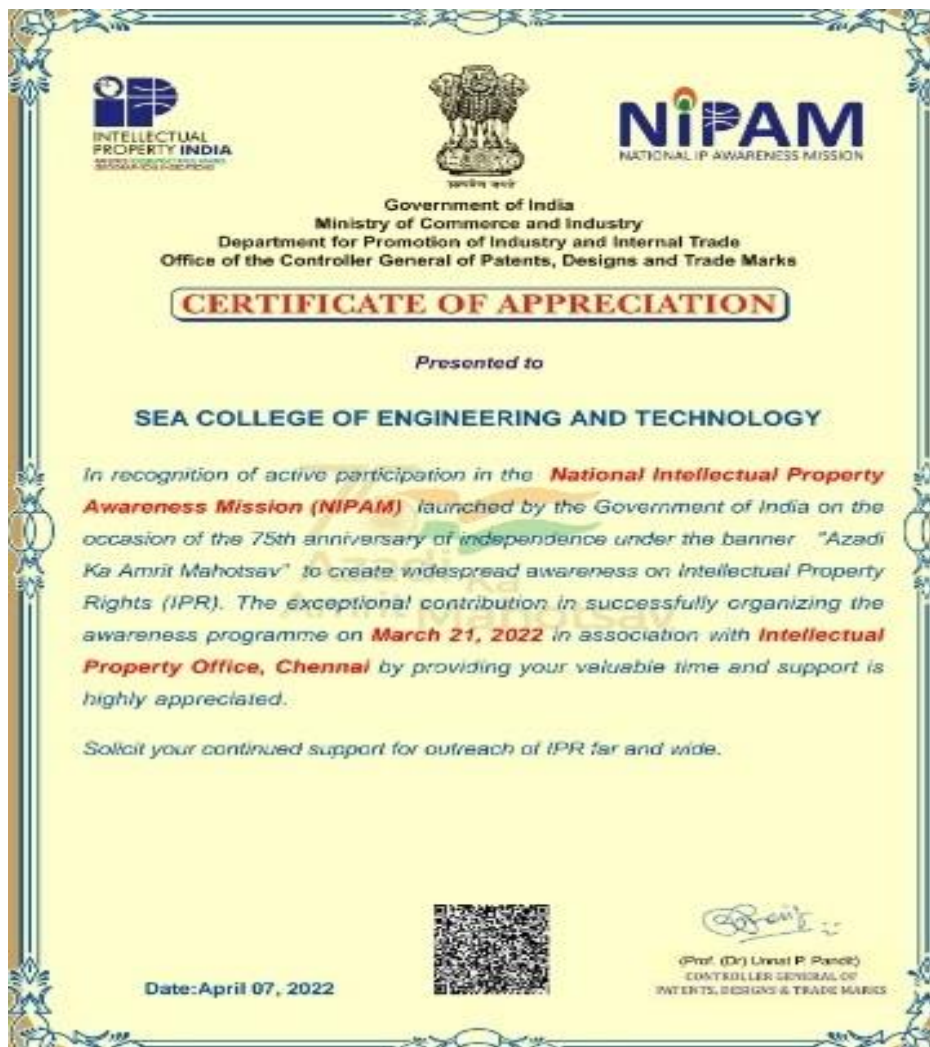 INTELLECTUAL
PROPERTY INDIA
NiPAM
NATIONAL IP AWARENESS MISSION
सत्यमेव जयते
Government of India
Ministry of Commerce and Industry
Department for Promotion of Industry and Internal Trade
Office of the Controller General of Patents, Designs and Trade Marks
CERTIFICATE OF APPRECIATION
Presented to
SEA COLLEGE OF ENGINEERING AND TECHNOLOGY
In recognition of active participation in the National Intellectual Property
Awareness Mission (NIPAM) launched by the Government of India on the
occasion of the 75th anniversary of independence under the banner "Azadi
Ka Amrit Mahotsav" to create widespread awareness on Intellectual Property
Rights (IPR). The exceptional contribution in successfully organizing the
awareness programme on March 21, 2022 in association with Intellectual
Property Office, Chennai by providing your valuable time and support is
highly appreciated.
Solicit your continued support for outreach of IPR far and wide.
Azadi
Ka
Amrit Mahotsav
(Prof. (Dr) Unnat P. Pandit)
CONTROLLER GENERAL OF
PATENTS, DESIGNS & TRADE MARKS
Date:April 07, 2022